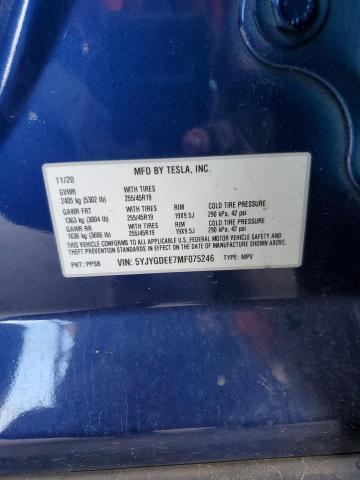 MFD BY TESLA, INC.
11/20
GVWR WITH TIRES
2405 kg (5302 lb) 255/45R19
GAWR FRT WITH TIRES RIM COLD TIRE PRESSURE
1363 kg (3004 lb) 255/45R19 19X9.5J 290 kPa, 42 psi
GAWR RR WITH TIRES RIM COLD TIRE PRESSURE
1636 kg (3606 lb) 255/45R19 19X9.5J 290 kPa, 42 psi
THIS VEHICLE CONFORMS TO ALL APPLICABLE U.S. FEDERAL MOTOR VEHICLE SAFETY AND THEFT
PREVENTION STANDARDS IN EFFECT ON THE DATE OF MANUFACTURE SHOWN ABOVE.
PNT: PPSB VIN: 5YJYGDEE7MF075246 TYPE: MPV